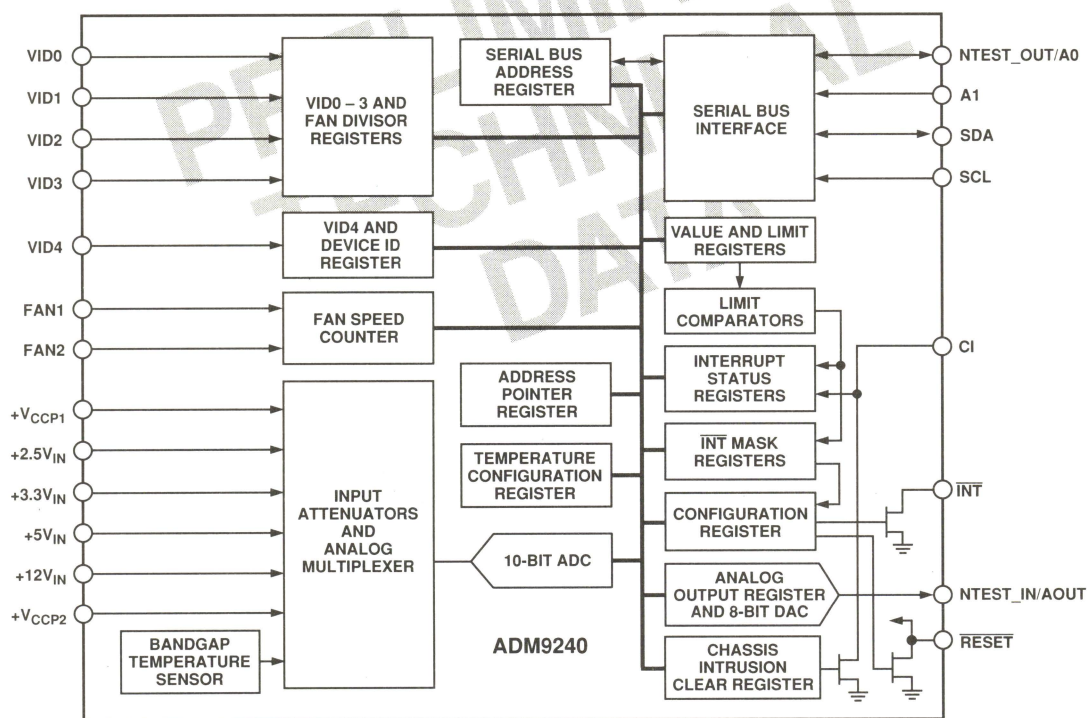 PRELIMINARY
TECHNICAL
DATA
VID0
VID1
VID2
VID3
VID4
FAN1
FAN2
+VCCP1
+2.5VIN
+3.3VIN
+5VIN
+12VIN
+VCCP2
VID0 – 3 AND
FAN DIVISOR
REGISTERS
VID4 AND
DEVICE ID
REGISTER
FAN SPEED
COUNTER
INPUT
ATTENUATORS
AND
ANALOG
MULTIPLEXER
BANDGAP
TEMPERATURE
SENSOR
SERIAL BUS
ADDRESS
REGISTER
ADDRESS
POINTER
REGISTER
TEMPERATURE
CONFIGURATION
REGISTER
10-BIT ADC
ADM9240
SERIAL BUS
INTERFACE
VALUE AND LIMIT
REGISTERS
LIMIT
COMPARATORS
INTERRUPT
STATUS
REGISTERS
INT MASK
REGISTERS
CONFIGURATION
REGISTER
ANALOG
OUTPUT REGISTER
AND 8-BIT DAC
CHASSIS
INTRUSION
CLEAR REGISTER
NTEST_OUT/A0
A1
SDA
SCL
CI
INT
NTEST_IN/AOUT
RESET